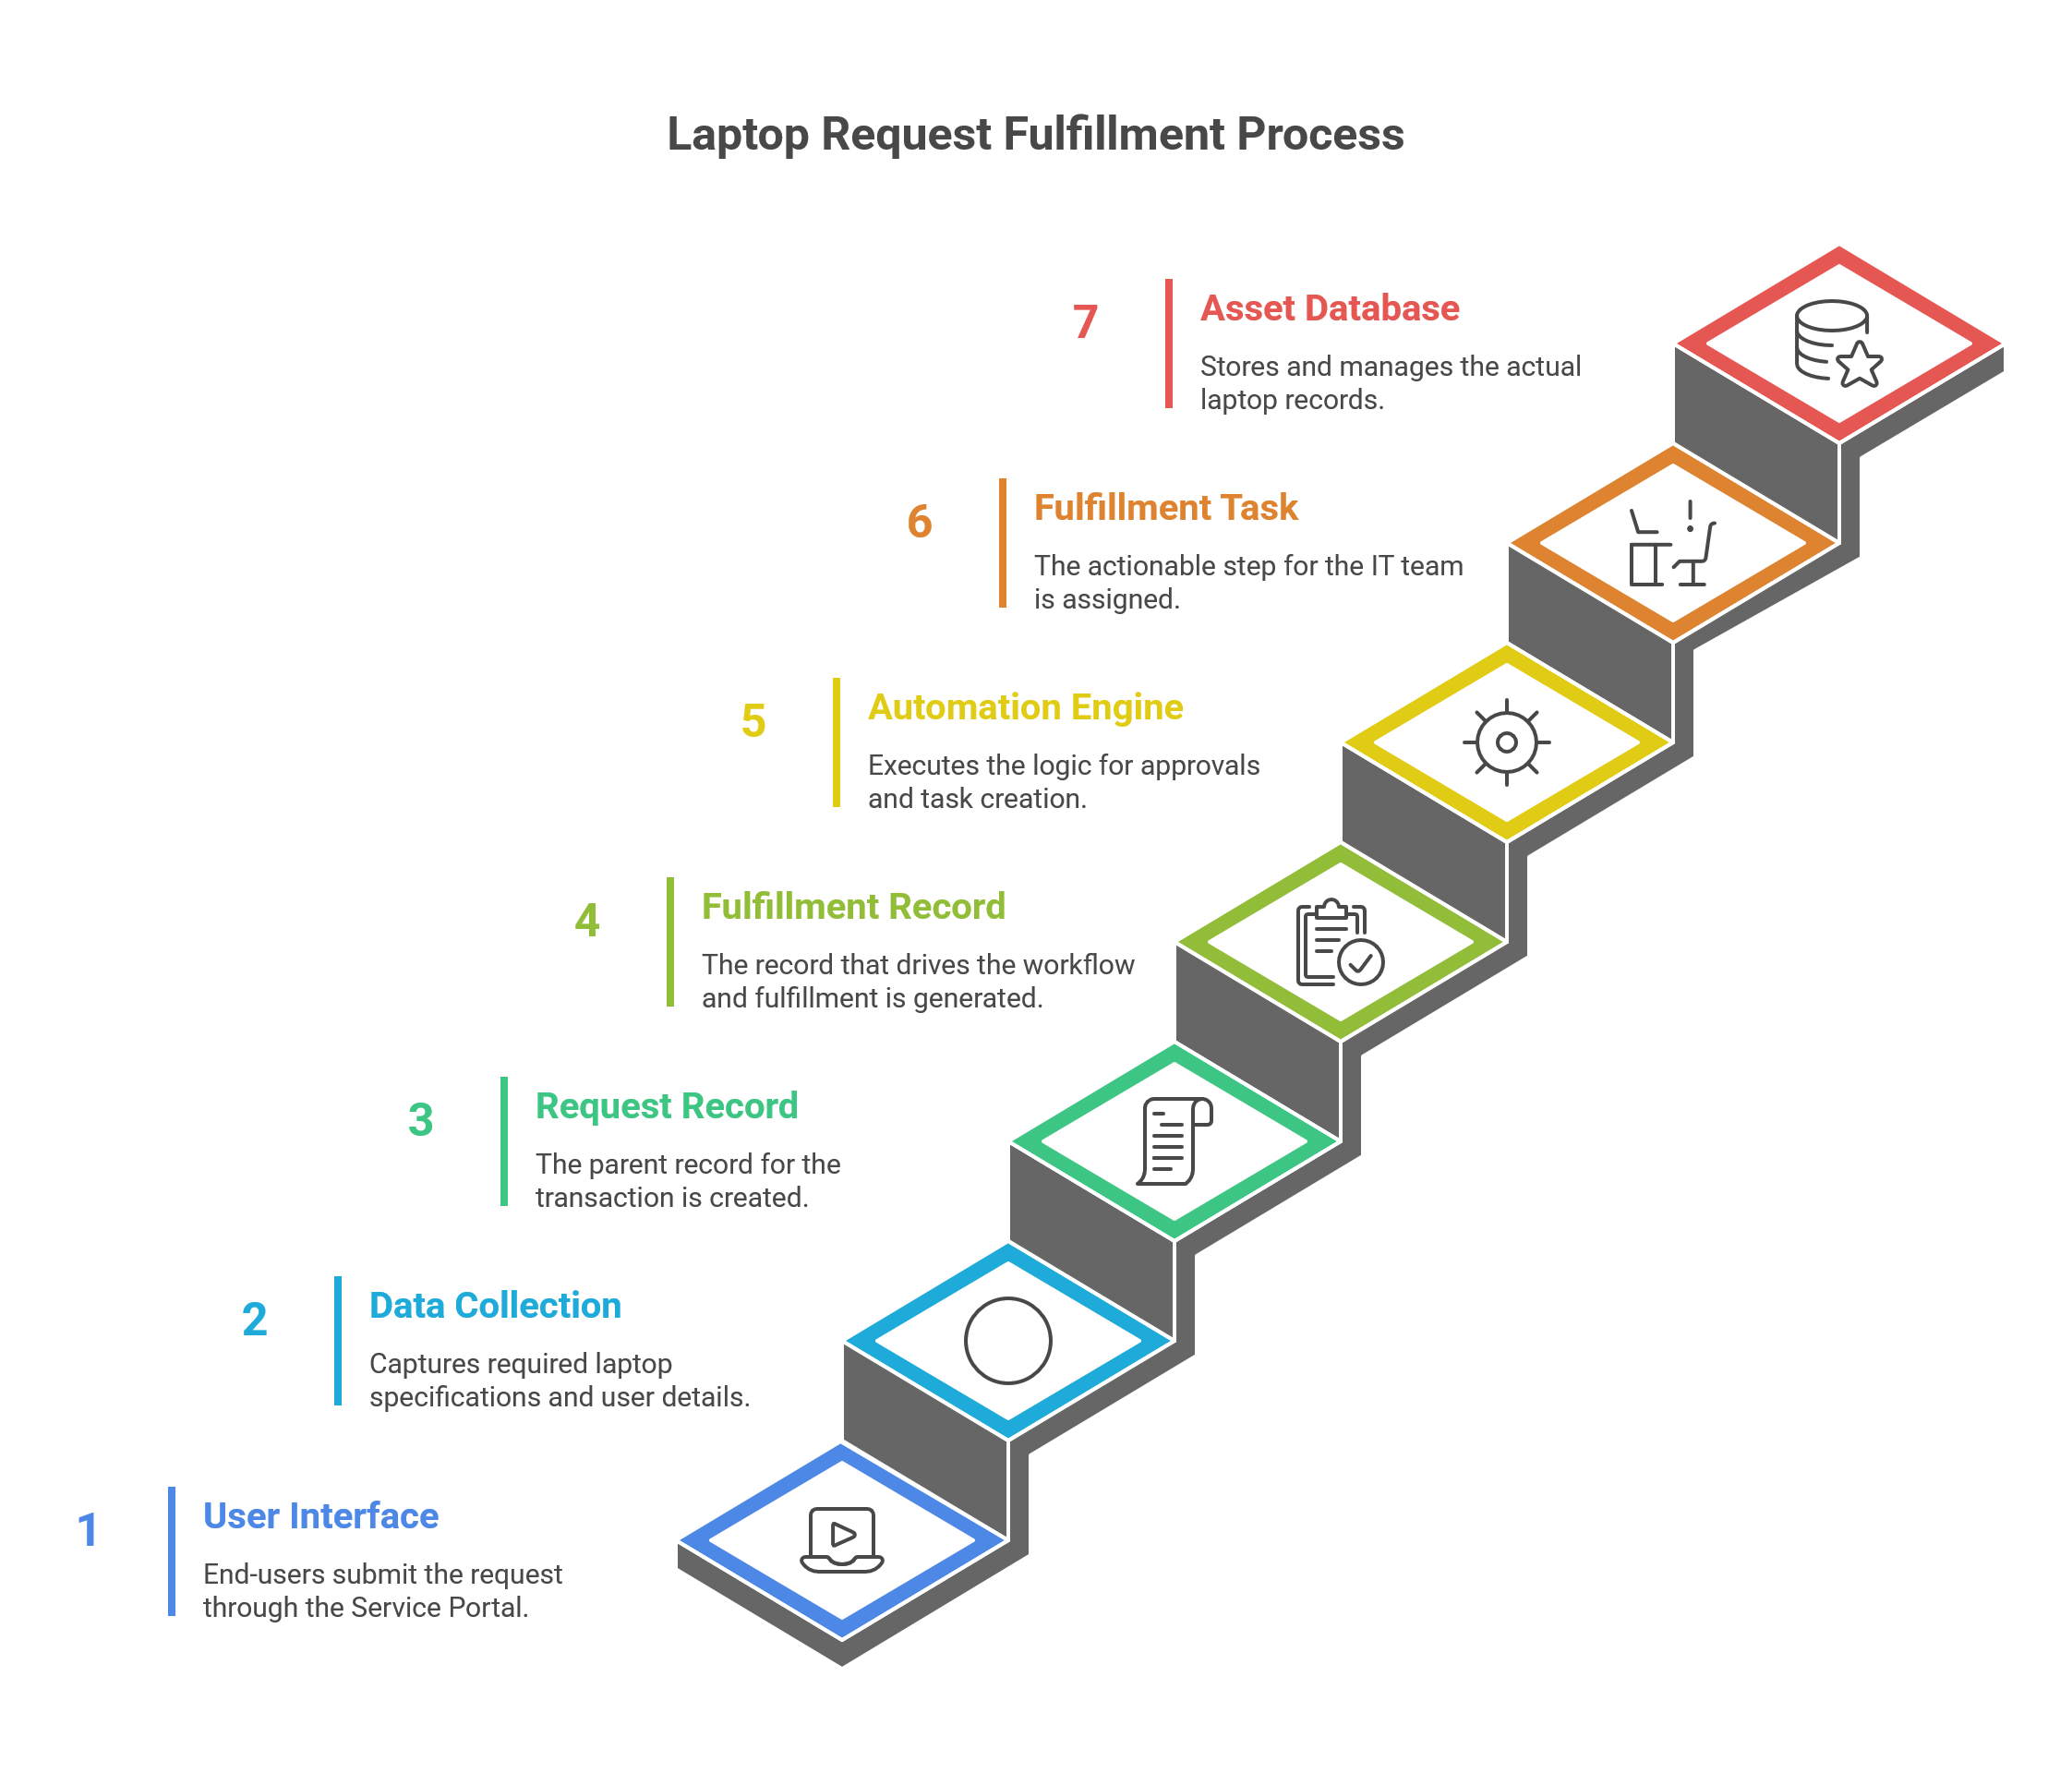 Laptop Request Fulfillment Process
7
Asset Database
Stores and manages the actual
laptop records.
6
Fulfillment Task
The actionable step for the IT team
is assigned.
5
Automation Engine
Executes the logic for approvals
and task creation.
4
Fulfillment Record
The record that drives the workflow
and fulfillment is generated.
3
Request Record
The parent record for the
transaction is created.
2
Data Collection
Captures required laptop
specifications and user details.
1
User Interface
End-users submit the request
through the Service Portal.